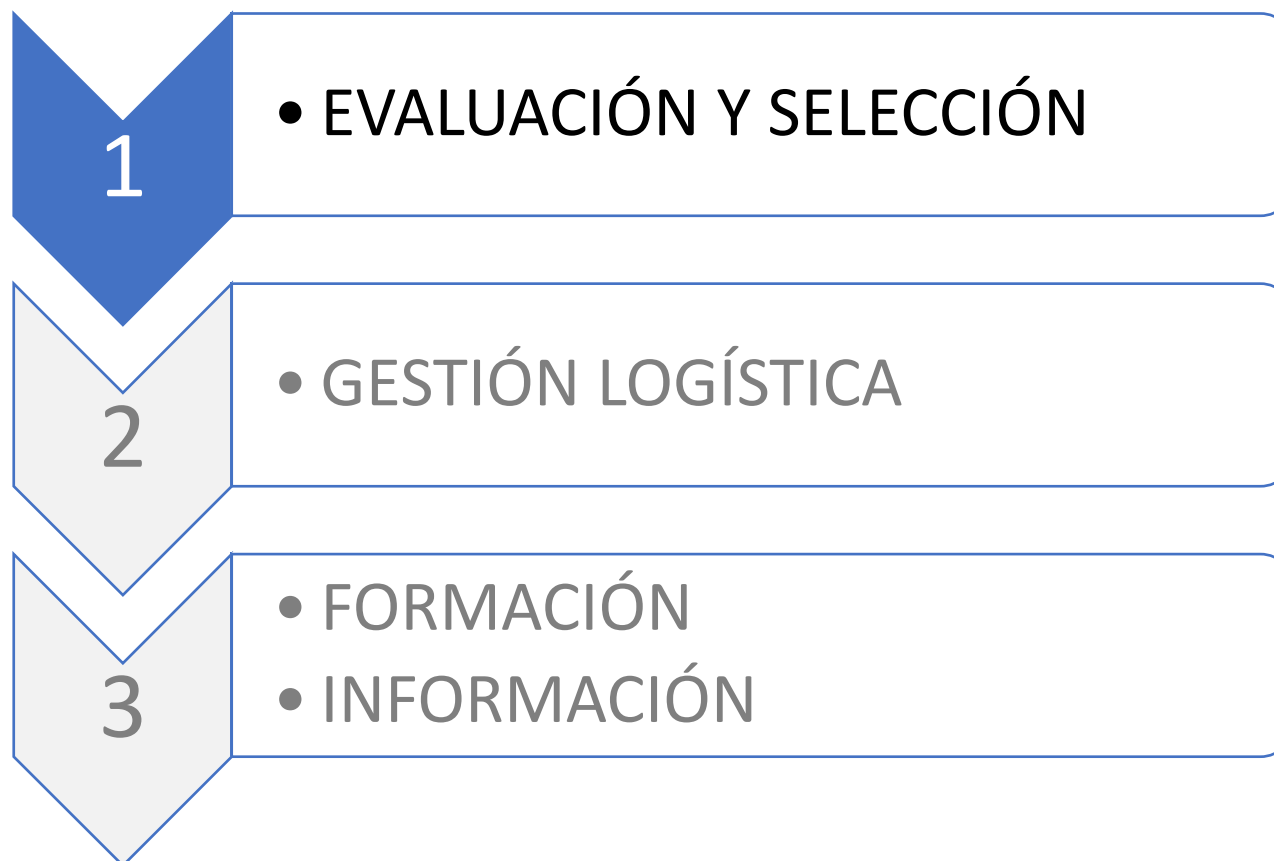 1
• EVALUACIÓN Y SELECCIÓN
2
• GESTIÓN LOGÍSTICA
3
• FORMACIÓN
• INFORMACIÓN